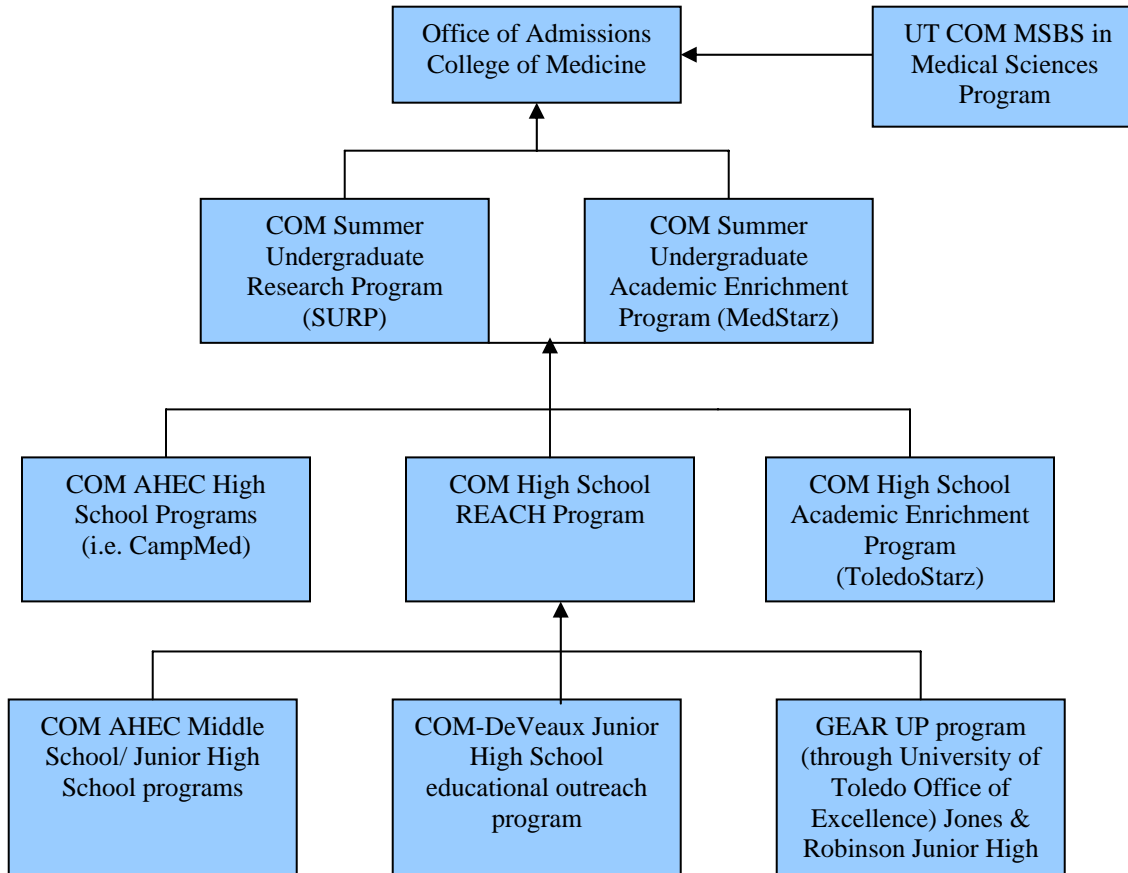 Office of Admissions
College of Medicine
UT COM MSBS in
Medical Sciences
Program
COM Summer
Undergraduate
Research Program
(SURP)
COM Summer
Undergraduate
Academic Enrichment
Program (MedStarz)
COM AHEC High
School Programs
(i.e. CampMed)
COM High School
REACH Program
COM High School
Academic Enrichment
Program
(ToledoStarz)
COM AHEC Middle
School/ Junior High
School programs
COM-DeVeaux Junior
High School
educational outreach
program
GEAR UP program
(through University of
Toledo Office of
Excellence) Jones &
Robinson Junior High